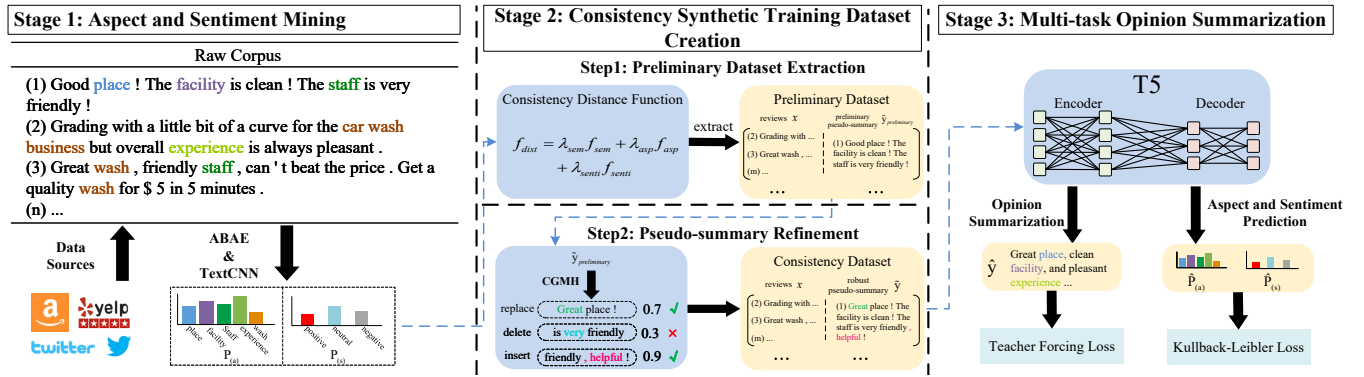 Stage 1: Aspect and Sentiment Mining
Raw Corpus
(1) Good place ! The facility is clean ! The staff is very
friendly !
(2) Grading with a little bit of a curve for the car wash
business but overall experience is always pleasant .
(3) Great wash , friendly staff , can ' t beat the price . Get a
quality wash for $ 5 in 5 minutes .
(n) ...
Data
Sources
ABAE
&
TextCNN
a
yelp
twitter
place
facility
Staff
experience
wash
P(a)
positive
neutral
negative
P(s)
Stage 2: Consistency Synthetic Training Dataset
Creation
Step1: Preliminary Dataset Extraction
Consistency Distance Function
f_dist = λ_sem f_sem + λ_asp f_asp
+ λ_senti f_senti
extract
Preliminary Dataset
reviews x
preliminary
pseudo-summary ỹ_preliminary
(2) Grading with ...
(3) Great wash , ...
(m) ...
(1) Good place ! The
facility is clean ! The
staff is very friendly !
...
...
Step2: Pseudo-summary Refinement
ỹ_preliminary
CGMH
replace
Great place !
0.7 ✓
delete
is very friendly
0.3 ×
insert
friendly , helpful !
0.9 ✓
Consistency Dataset
reviews x
robust
pseudo-summary ỹ
(2) Grading with ...
(3) Great wash , ...
(m) ...
(1) Great place ! The
facility is clean ! The
staff is very friendly ,
helpful !
...
...
Stage 3: Multi-task Opinion Summarization
T5
Encoder
Decoder
Opinion
Summarization
Aspect and Sentiment
Prediction
ŷ
Great place, clean
facility, and pleasant
experience ...
P̂(a)
P̂(s)
Teacher Forcing Loss
Kullback-Leibler Loss